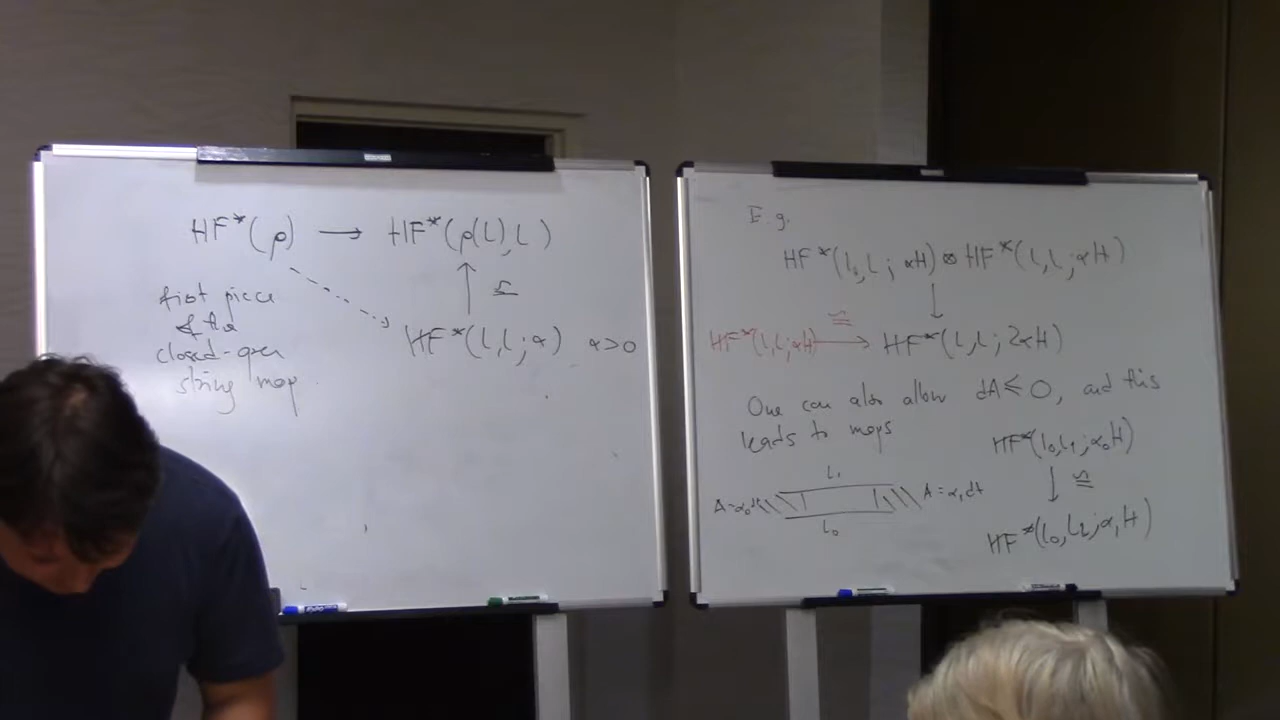 HF*(ρ) → HF*(ρ(L), L)
↑ ≅
first piece
of the
closed-open
string map
HF*(L, L; α) α>0
E.g.
HF*(L, L; αH) ⊗ HF*(L, L; αH)
↓
HF*(L, L; αH) ≅→ HF*(L, L; 2αH)
One can also allow dA ≤ 0, and this
leads to maps
HF*(L₀, L₁; α₀H)
↓ ≅
HF*(L₀, L₁; α₁H)
L₁
A = α₀dt A = α₁dt
L₀